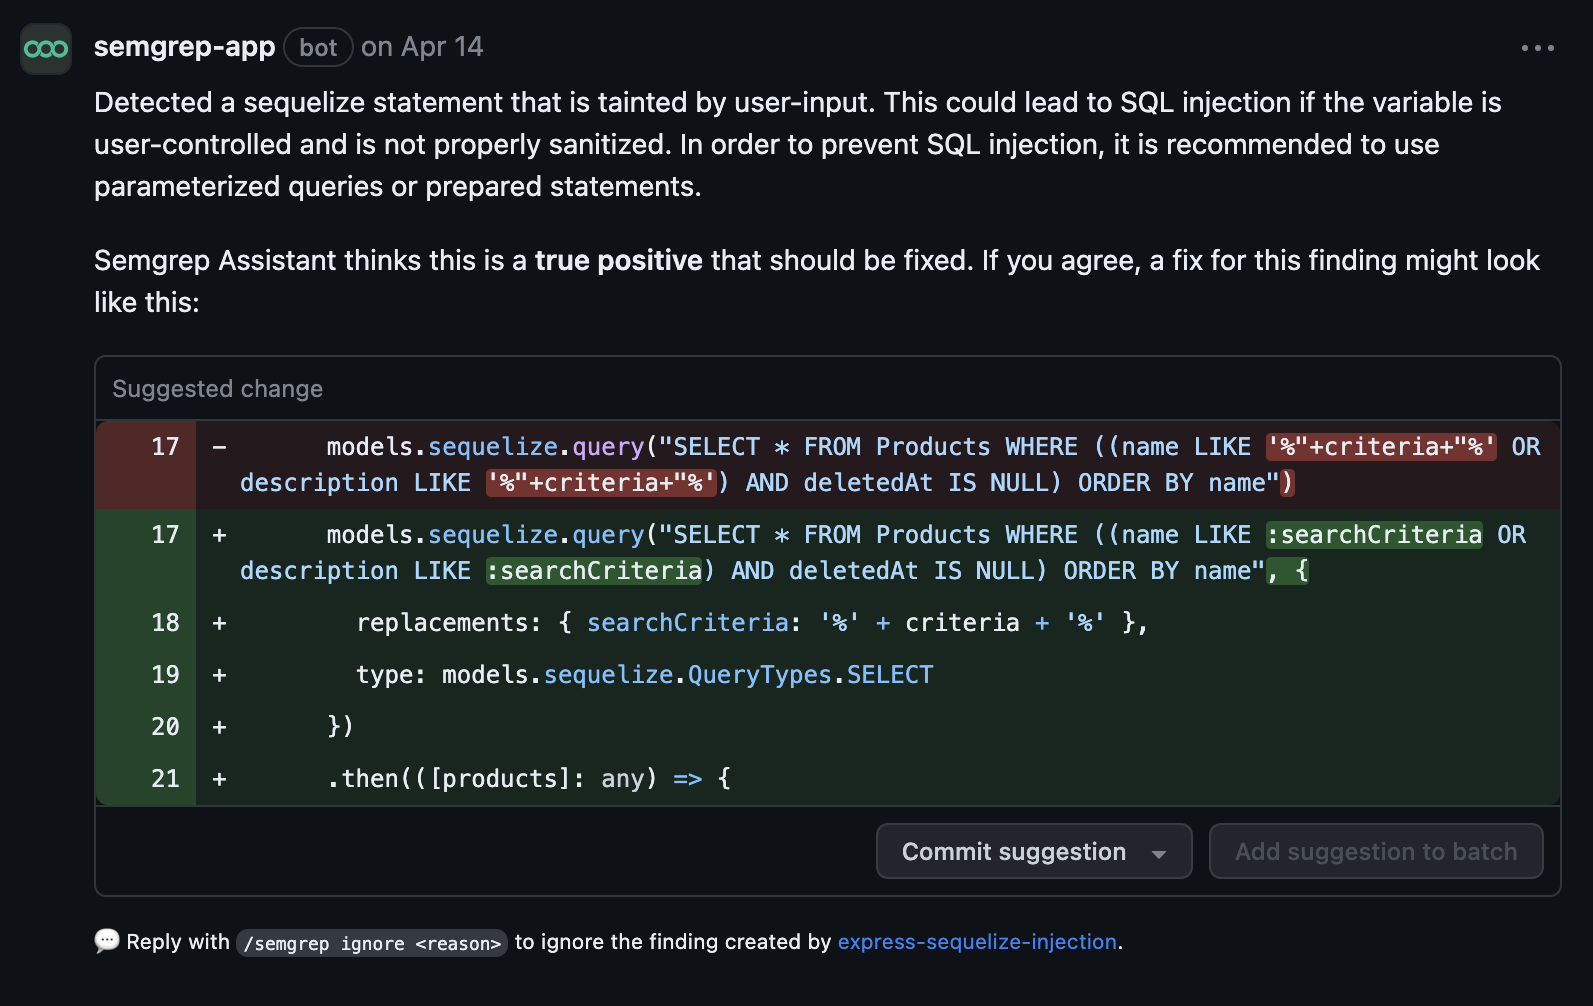 semgrep-app bot on Apr 14
Detected a sequelize statement that is tainted by user-input. This could lead to SQL injection if the variable is
user-controlled and is not properly sanitized. In order to prevent SQL injection, it is recommended to use
parameterized queries or prepared statements.
Semgrep Assistant thinks this is a true positive that should be fixed. If you agree, a fix for this finding might look
like this:
Suggested change
17 - models.sequelize.query("SELECT * FROM Products WHERE ((name LIKE '%"+criteria+"%' OR
description LIKE '%"+criteria+"%') AND deletedAt IS NULL) ORDER BY name")
17 + models.sequelize.query("SELECT * FROM Products WHERE ((name LIKE :searchCriteria OR
description LIKE :searchCriteria) AND deletedAt IS NULL) ORDER BY name", {
18 + replacements: { searchCriteria: '%' + criteria + '%' },
19 + type: models.sequelize.QueryTypes.SELECT
20 + })
21 + .then(([products]: any) => {
Commit suggestion Add suggestion to batch
Reply with /semgrep ignore <reason> to ignore the finding created by express-sequelize-injection.